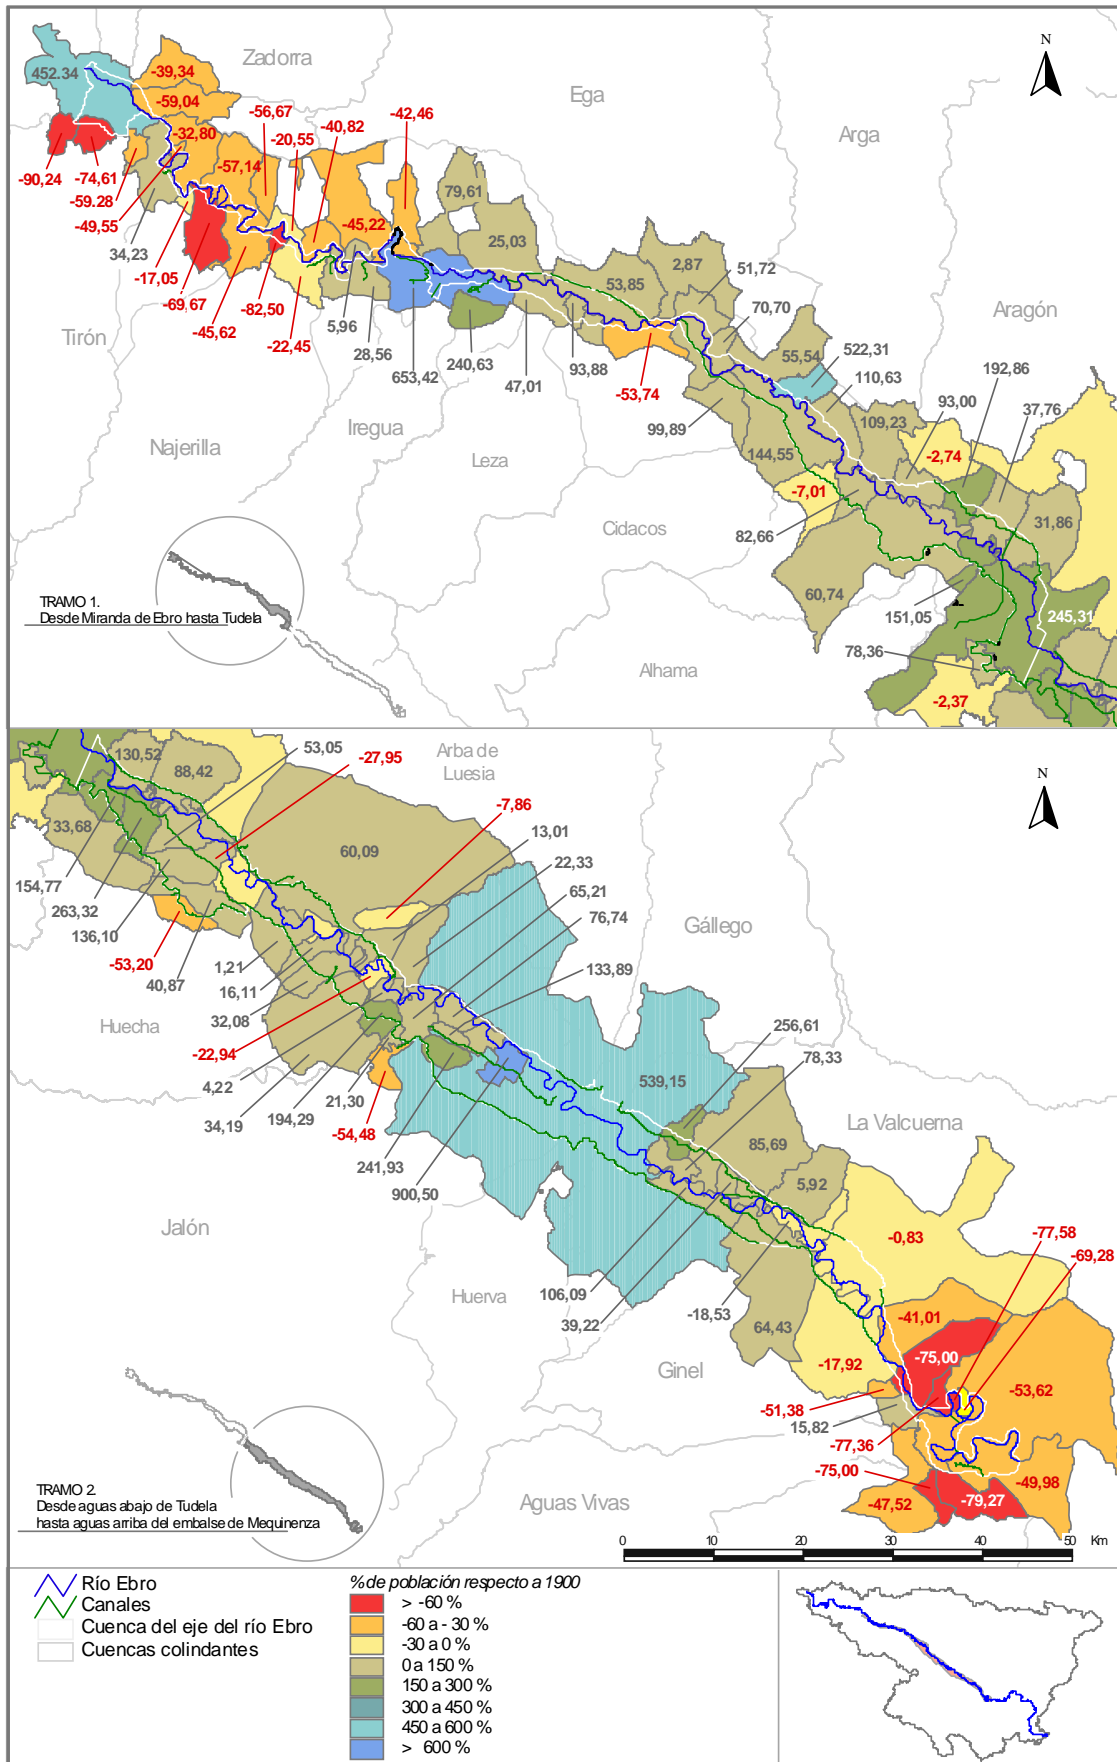 N
Zadorra
Ega
Arga
Aragón
Tirón
Najerilla
Iregua
Leza
Cidacos
Alhama
452.34
-39,34
-59,04
-32,80
-56,67
-20,55
-40,82
-42,46
-57,14
-90,24
-74,61
-59.28
-49,55
34,23
-17,05
-69,67
-45,62
-82,50
-22,45
5,96
28,56
-45,22
653,42
79,61
25,03
240,63
47,01
93,88
53,85
-53,74
2,87
51,72
70,70
55,54
522,31
110,63
109,23
93,00
192,86
37,76
-2,74
99,89
144,55
-7,01
82,66
60,74
31,86
151,05
245,31
78,36
-2,37
TRAMO 1.
Desde Miranda de Ebro hasta Tudela
N
Arba de
Luesia
Gállego
La Valcuerna
Huecha
Jalón
Huerva
Ginel
Aguas Vivas
130,52
88,42
53,05
-27,95
-7,86
13,01
22,33
65,21
76,74
133,89
33,68
60,09
154,77
263,32
136,10
-53,20
40,87
1,21
16,11
32,08
-22,94
4,22
34,19
194,29
21,30
-54,48
241,93
900,50
539,15
256,61
78,33
85,69
5,92
106,09
39,22
-18,53
64,43
-0,83
-77,58
-69,28
-41,01
-75,00
-17,92
-53,62
-51,38
15,82
-77,36
-75,00
-47,52
-79,27
-49,98
TRAMO 2.
Desde aguas abajo de Tudela
hasta aguas arriba del embalse de Mequinenza
0 10 20 30 40 50 Km
Río Ebro
Canales
Cuenca del eje del río Ebro
Cuencas colindantes
% de población respecto a 1900
> -60 %
-60 a - 30 %
-30 a 0 %
0 a 150 %
150 a 300 %
300 a 450 %
450 a 600 %
> 600 %